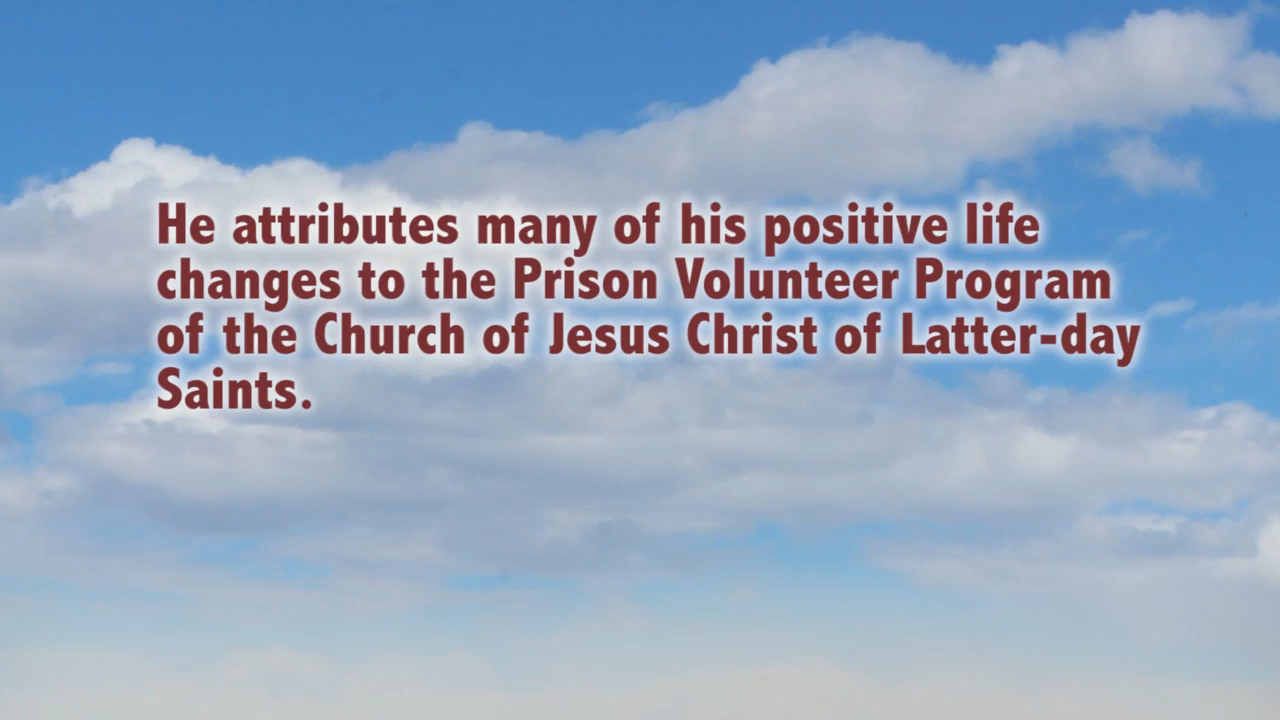 He attributes many of his positive life
changes to the Prison Volunteer Program
of the Church of Jesus Christ of Latter-day
Saints.